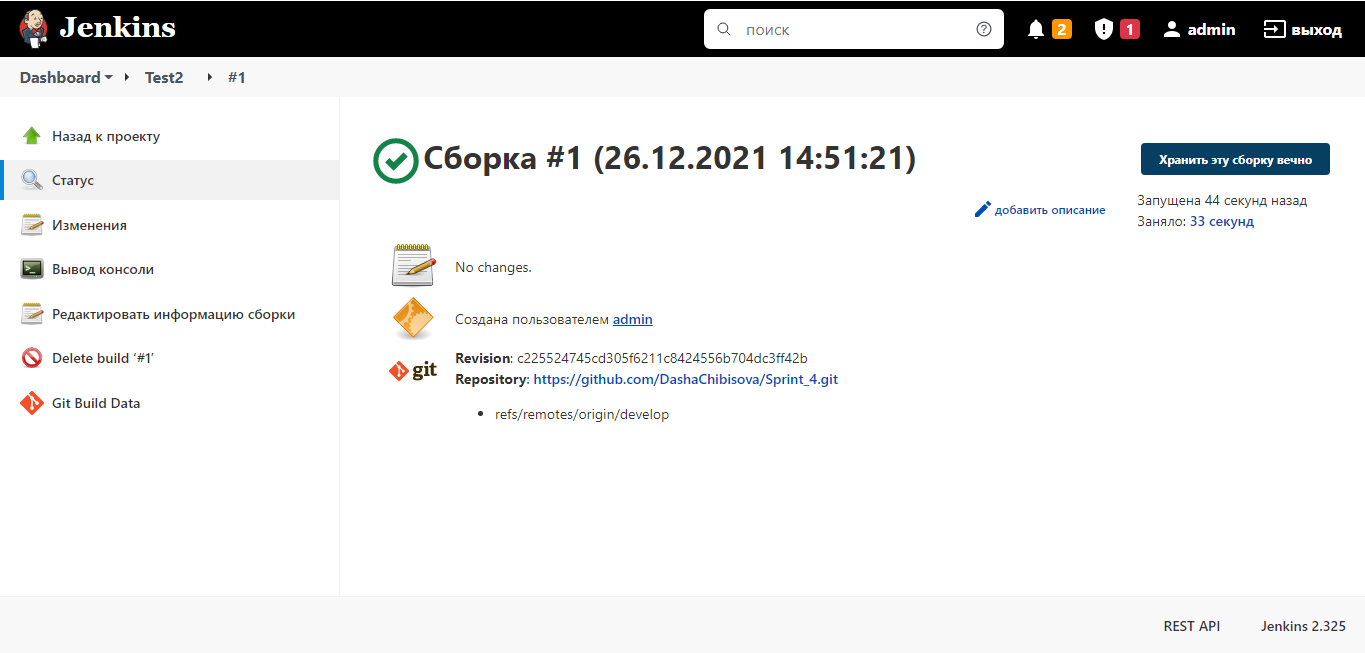 Jenkins
поиск
2
1
admin
выход
Dashboard
Test2
#1
Назад к проекту
Статус
Изменения
Вывод консоли
Редактировать информацию сборки
Delete build ‘#1’
Git Build Data
Сборка #1 (26.12.2021 14:51:21)
Хранить эту сборку вечно
добавить описание
Запущена 44 секунд назад
Заняло: 33 секунд
No changes.
Создана пользователем admin
git
Revision: c225524745cd305f6211c8424556b704dc3ff42b
Repository: https://github.com/DashaChibisova/Sprint_4.git
refs/remotes/origin/develop
REST API
Jenkins 2.325